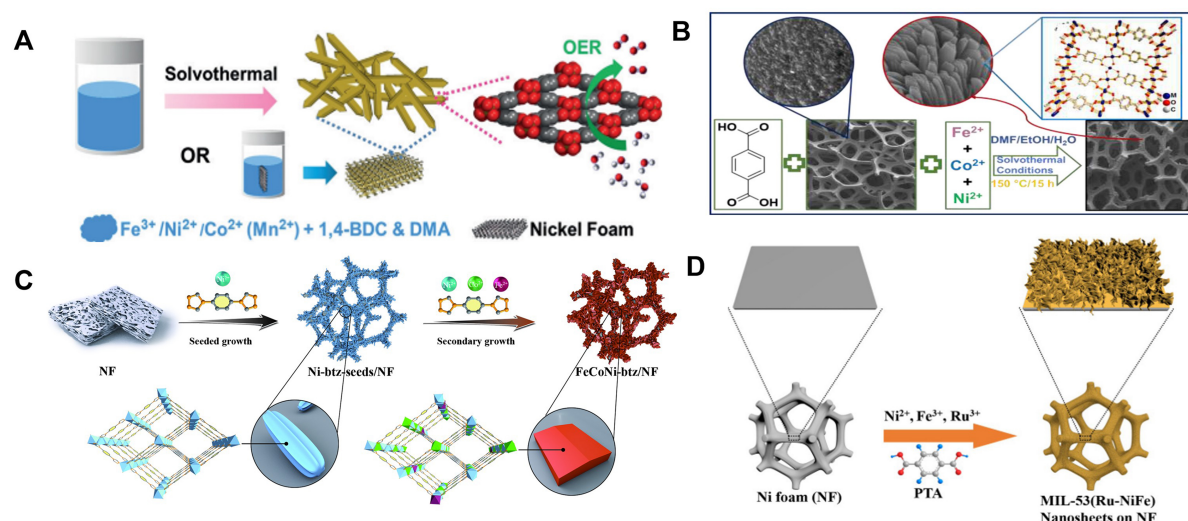 A
Solvothermal
OR
OER
Fe³⁺/Ni²⁺/Co²⁺ (Mn²⁺) + 1,4-BDC & DMA
Nickel Foam
B
M
O
C
HO
O
O
OH
Fe²⁺
+
Co²⁺
+
Ni²⁺
DMF/EtOH/H₂O
Solvothermal
Conditions
150 °C/15 h
C
NF
Seeded growth
Ni-btz-seeds/NF
Secondary growth
FeCoNi-btz/NF
D
Ni foam (NF)
Ni²⁺, Fe³⁺, Ru³⁺
PTA
MIL-53(Ru-NiFe)
Nanosheets on NF